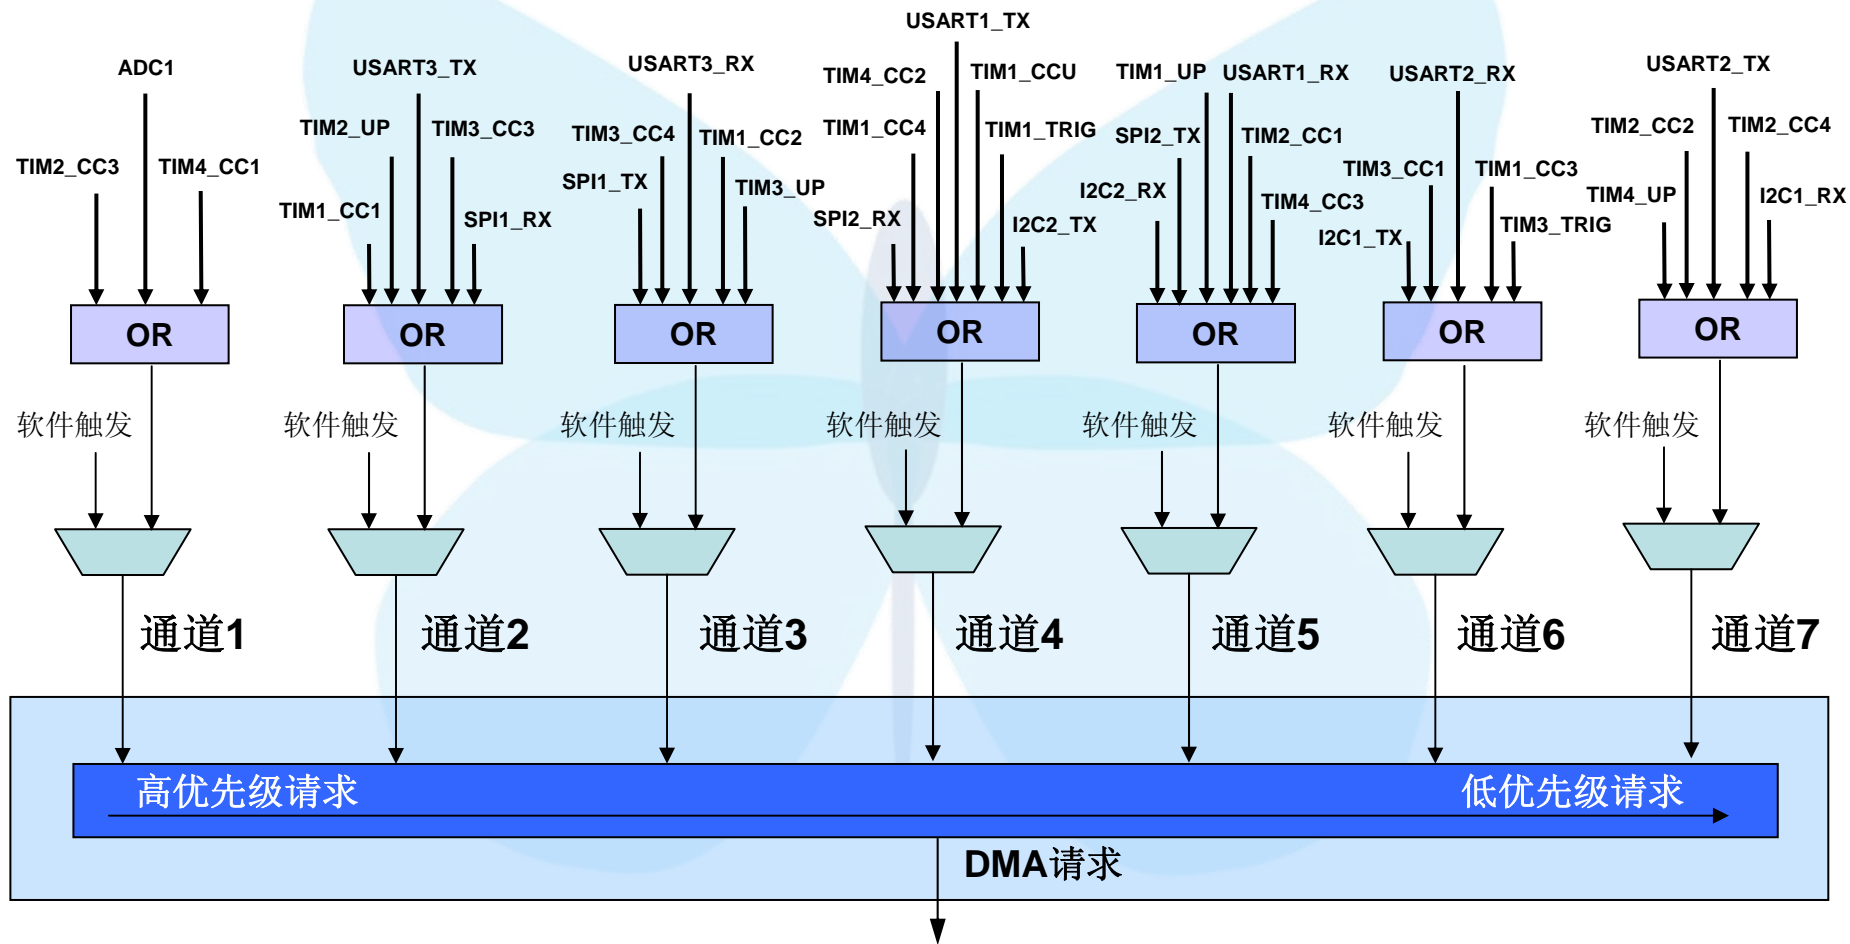 USART1_TX
ADC1
USART3_TX
USART3_RX
TIM4_CC2
TIM1_CCU
TIM1_UP
USART1_RX
USART2_RX
USART2_TX
TIM2_UP
TIM3_CC3
TIM3_CC4
TIM1_CC2
TIM1_CC4
TIM1_TRIG
SPI2_TX
TIM2_CC1
TIM2_CC2
TIM2_CC4
TIM2_CC3
TIM4_CC1
SPI1_TX
TIM3_UP
I2C2_RX
TIM4_CC3
TIM3_CC1
TIM1_CC3
TIM4_UP
I2C1_RX
TIM1_CC1
SPI1_RX
SPI2_RX
I2C2_TX
I2C1_TX
TIM3_TRIG
OR
OR
OR
OR
OR
OR
OR
软件触发
软件触发
软件触发
软件触发
软件触发
软件触发
软件触发
通道1
通道2
通道3
通道4
通道5
通道6
通道7
高优先级请求
低优先级请求
DMA请求